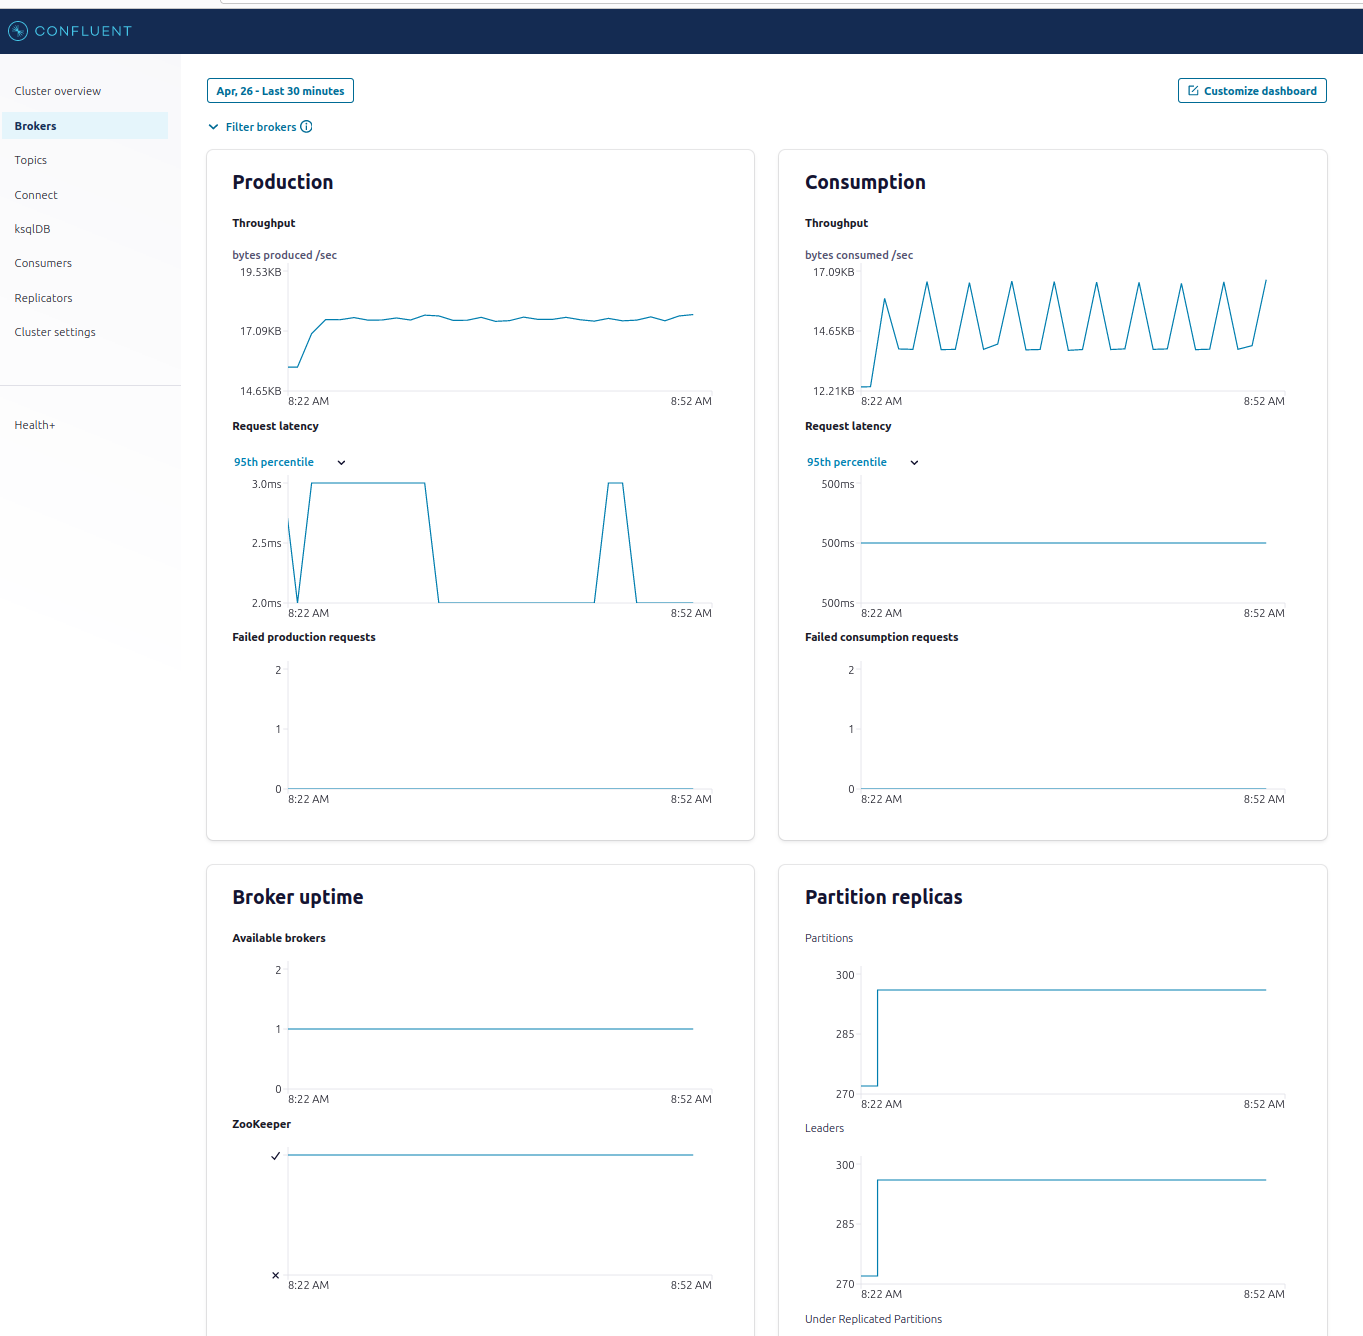 CONFLUENT
Cluster overview
Brokers
Topics
Connect
ksqlDB
Consumers
Replicators
Cluster settings
Health+
Apr, 26 - Last 30 minutes
Customize dashboard
Filter brokers
Production
Throughput
bytes produced /sec
19.53KB
17.09KB
14.65KB
8:22 AM 8:52 AM
Request latency
95th percentile
3.0ms
2.5ms
2.0ms
8:22 AM 8:52 AM
Failed production requests
2
1
0
8:22 AM 8:52 AM
Consumption
Throughput
bytes consumed /sec
17.09KB
14.65KB
12.21KB
8:22 AM 8:52 AM
Request latency
95th percentile
500ms
500ms
500ms
8:22 AM 8:52 AM
Failed consumption requests
2
1
0
8:22 AM 8:52 AM
Broker uptime
Available brokers
2
1
0
8:22 AM 8:52 AM
ZooKeeper
8:22 AM 8:52 AM
Partition replicas
Partitions
300
285
270
8:22 AM 8:52 AM
Leaders
300
285
270
8:22 AM 8:52 AM
Under Replicated Partitions